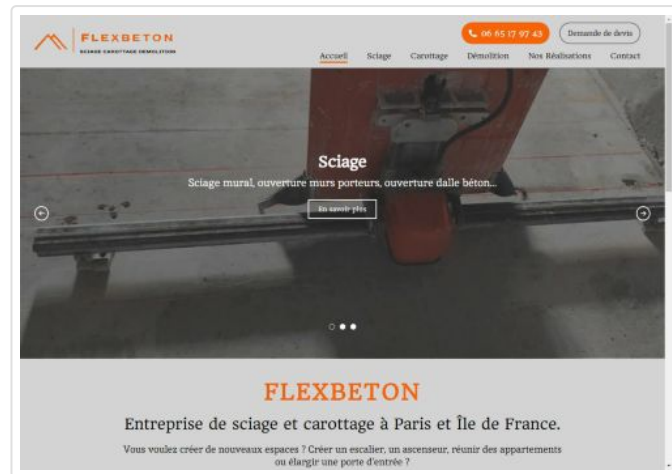 FLEXBETON
SCIAGE CAROTTAGE DEMOLITION
06 65 17 97 43
Demande de devis
Accueil Sciage Carottage Démolition Nos Réalisations Contact
Sciage
Sciage mural, ouverture murs porteurs, ouverture dalle béton...
En savoir plus
FLEXBETON
Entreprise de sciage et carottage à Paris et Île de France.
Vous voulez créer de nouveaux espaces ? Créer un escalier, un ascenseur, réunir des appartements
ou élargir une porte d'entrée ?